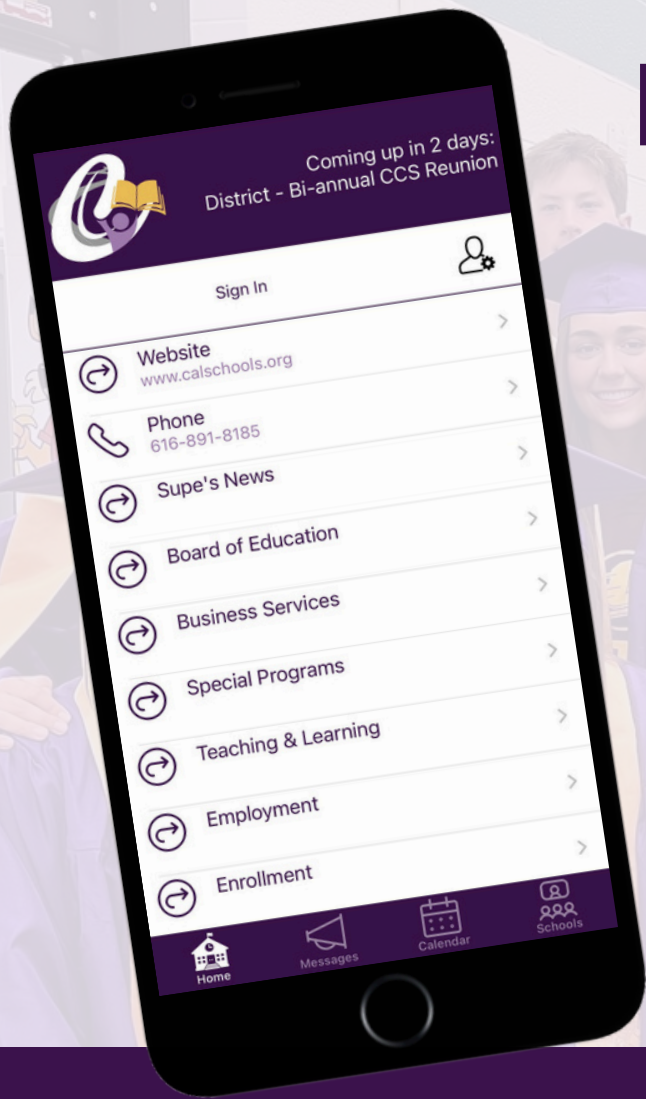 Coming up in 2 days:
District - Bi-annual CCS Reunion
Sign In
Website
www.calschools.org
Phone
616-891-8185
Supe's News
Board of Education
Business Services
Special Programs
Teaching & Learning
Employment
Enrollment
Home
Messages
Calendar
Schools